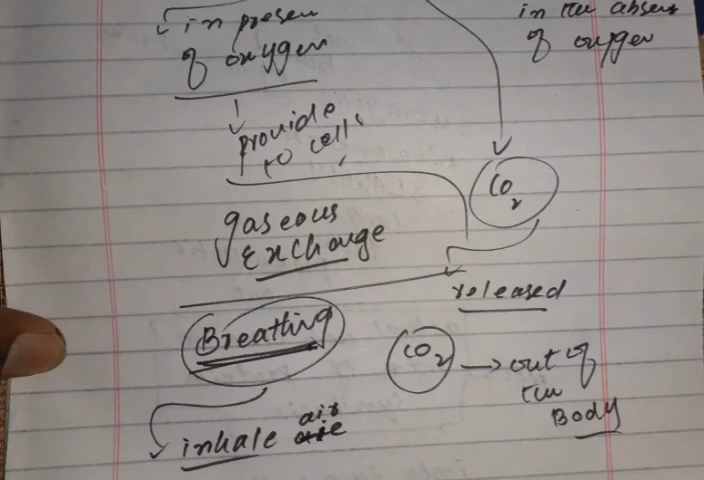 in presen
of oxygen
in the absen
of oxygen
provide
to cells
CO2
gaseous
Exchange
released
Breathing
CO2 → out of
the
Body
inhale air